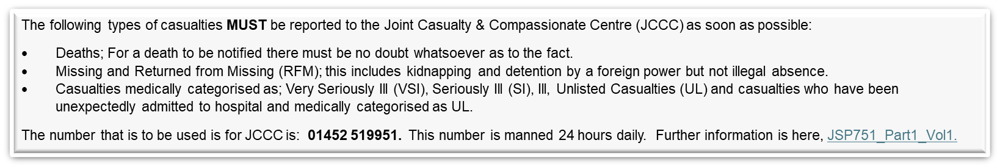 The following types of casualties MUST be reported to the Joint Casualty & Compassionate Centre (JCCC) as soon as possible:
• Deaths; For a death to be notified there must be no doubt whatsoever as to the fact.
• Missing and Returned from Missing (RFM); this includes kidnapping and detention by a foreign power but not illegal absence.
• Casualties medically categorised as; Very Seriously Ill (VSI), Seriously Ill (SI), Ill, Unlisted Casualties (UL) and casualties who have been
unexpectedly admitted to hospital and medically categorised as UL.
The number that is to be used is for JCCC is: 01452 519951. This number is manned 24 hours daily. Further information is here, JSP751_Part1_Vol1.